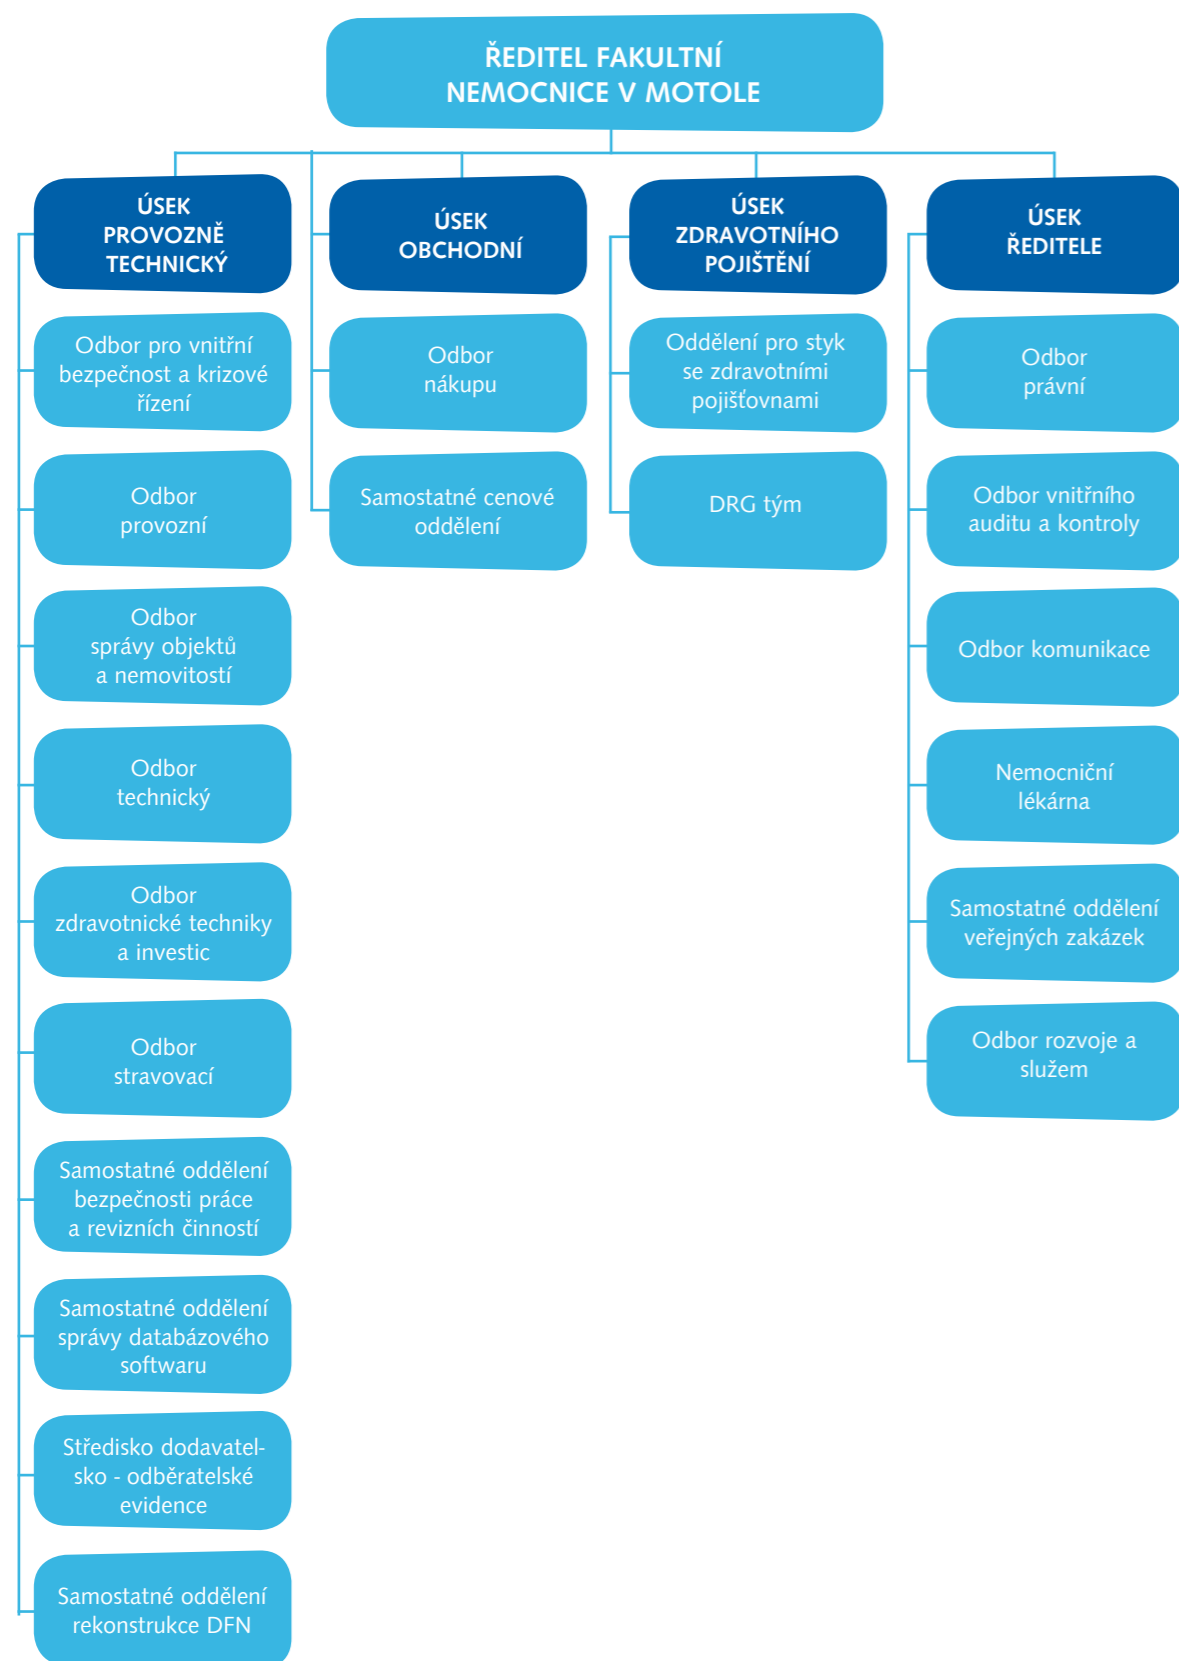 ŘEDITEL FAKULTNÍ
NEMOCNICE V MOTOLE
ÚSEK
PROVOZNĚ
TECHNICKÝ
Odbor pro vnitřní
bezpečnost a krizové
řízení
Odbor
provozní
Odbor
správy objektů
a nemovitostí
Odbor
technický
Odbor
zdravotnické techniky
a investic
Odbor
stravovací
Samostatné oddělení
bezpečnosti práce
a revizních činností
Samostatné oddělení
správy databázového
softwaru
Středisko dodavatel-
sko - odběratelské
evidence
Samostatné oddělení
rekonstrukce DFN
ÚSEK
OBCHODNÍ
Odbor
nákupu
Samostatné cenové
oddělení
ÚSEK
ZDRAVOTNÍHO
POJIŠTĚNÍ
Oddělení pro styk
se zdravotními
pojišťovnami
DRG tým
ÚSEK
ŘEDITELE
Odbor
právní
Odbor vnitřního
auditu a kontroly
Odbor komunikace
Nemocniční
lékárna
Samostatné oddělení
veřejných zakázek
Odbor rozvoje a
služem